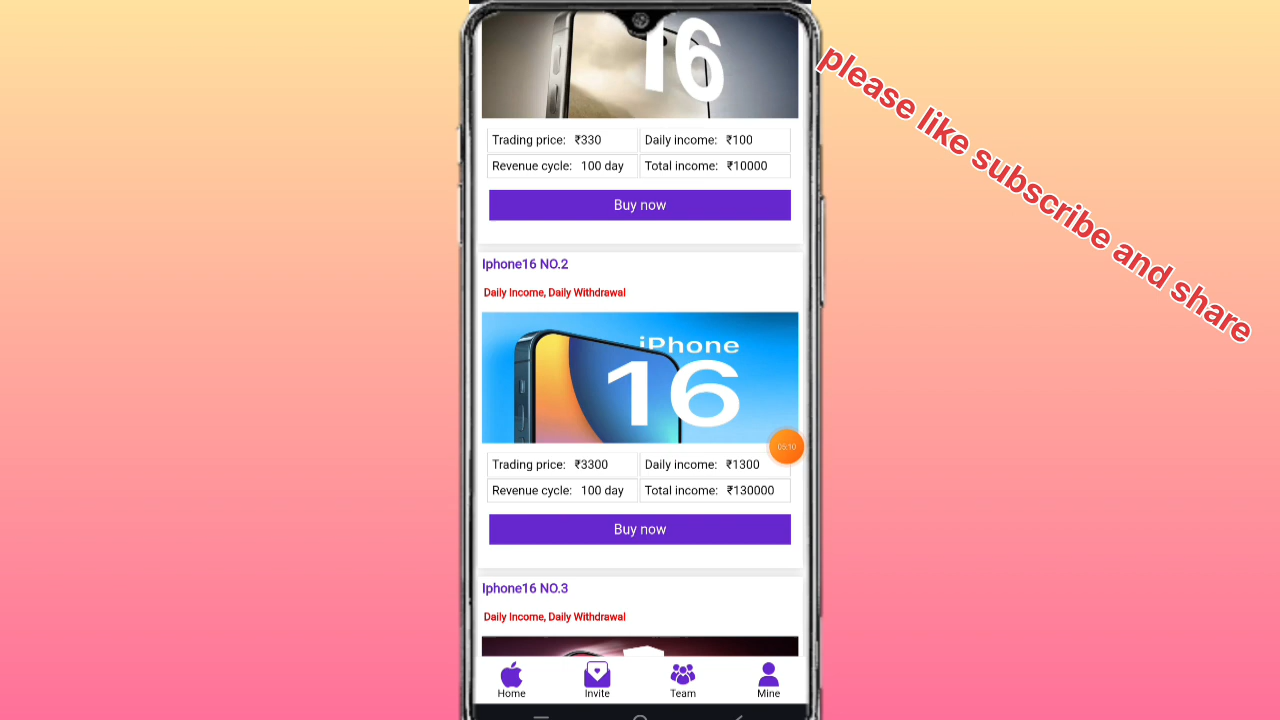 16
Trading price: ₹330 Daily income: ₹100
Revenue cycle: 100 day Total income: ₹10000
Buy now
Iphone16 NO.2
Daily Income, Daily Withdrawal
iPhone
16
05:10
Trading price: ₹3300 Daily income: ₹1300
Revenue cycle: 100 day Total income: ₹130000
Buy now
Iphone16 NO.3
Daily Income, Daily Withdrawal
Home Invite Team Mine
please like subscribe and share